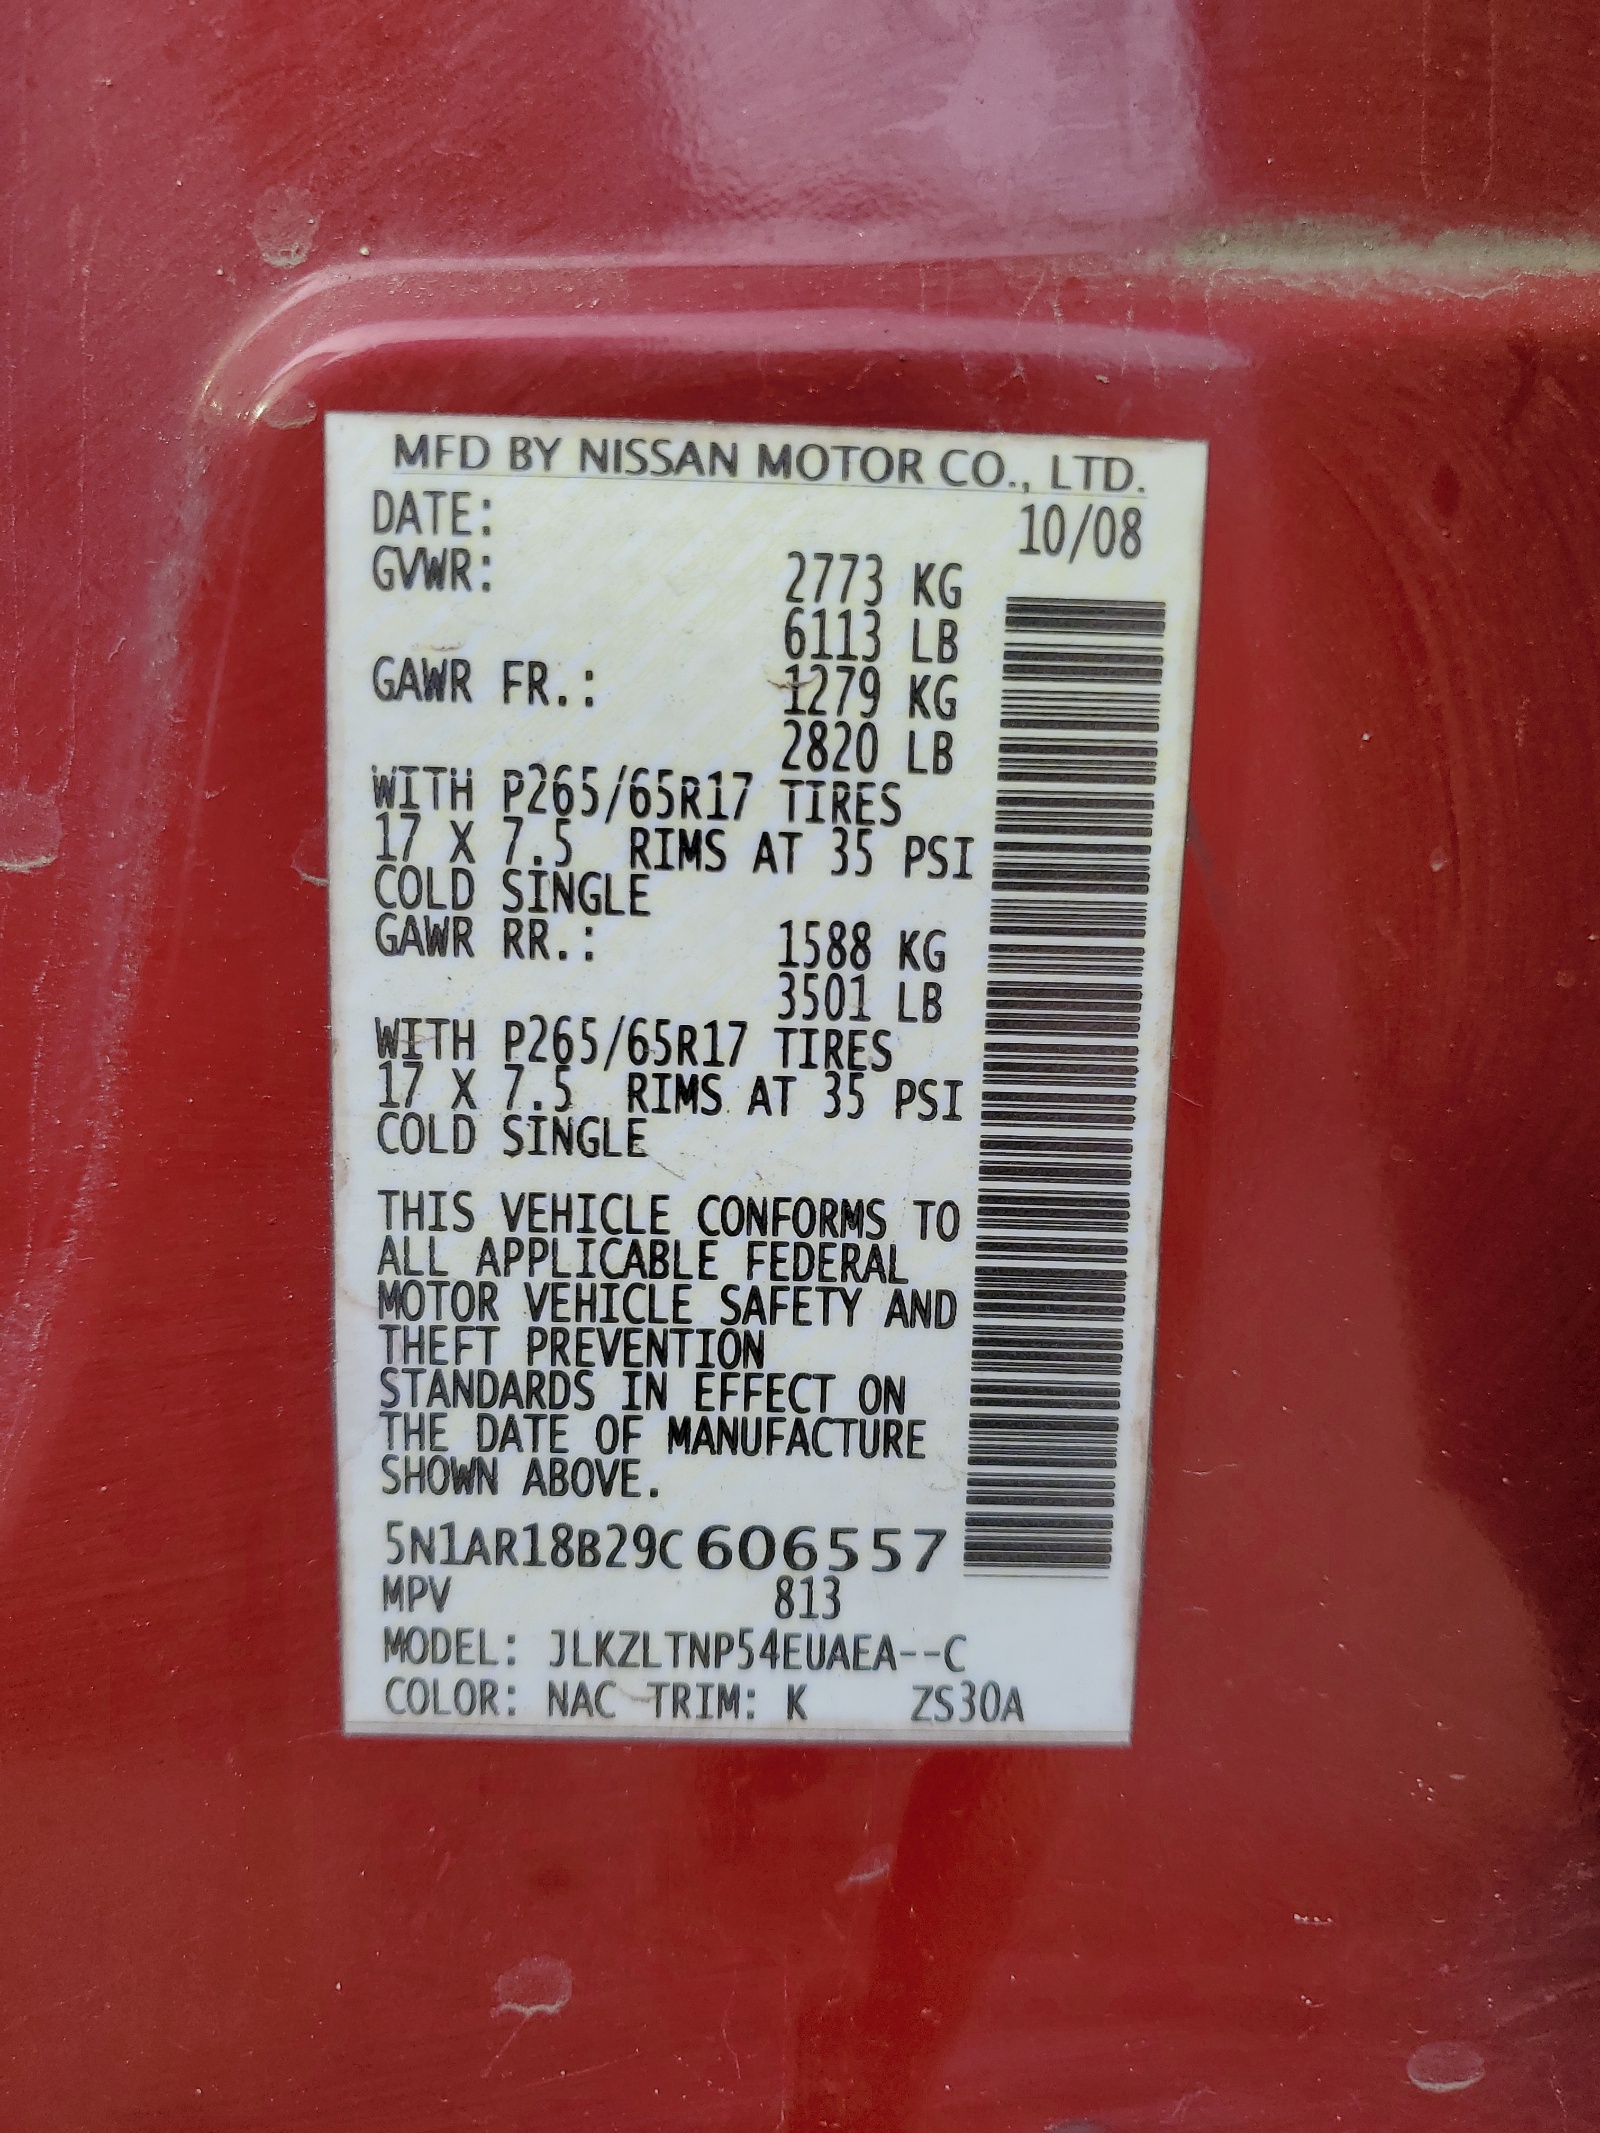 MFD BY NISSAN MOTOR CO., LTD.
DATE: 10/08
GVWR: 2773 KG
6113 LB
GAWR FR.: 1279 KG
2820 LB
WITH P265/65R17 TIRES
17 X 7.5 RIMS AT 35 PSI
COLD SINGLE
GAWR RR.: 1588 KG
3501 LB
WITH P265/65R17 TIRES
17 X 7.5 RIMS AT 35 PSI
COLD SINGLE
THIS VEHICLE CONFORMS TO
ALL APPLICABLE FEDERAL
MOTOR VEHICLE SAFETY AND
THEFT PREVENTION
STANDARDS IN EFFECT ON
THE DATE OF MANUFACTURE
SHOWN ABOVE.
5N1AR18B29C606557
MPV 813
MODEL: JLKZLTNP54EUAEA--C
COLOR: NAC TRIM: K ZS30A